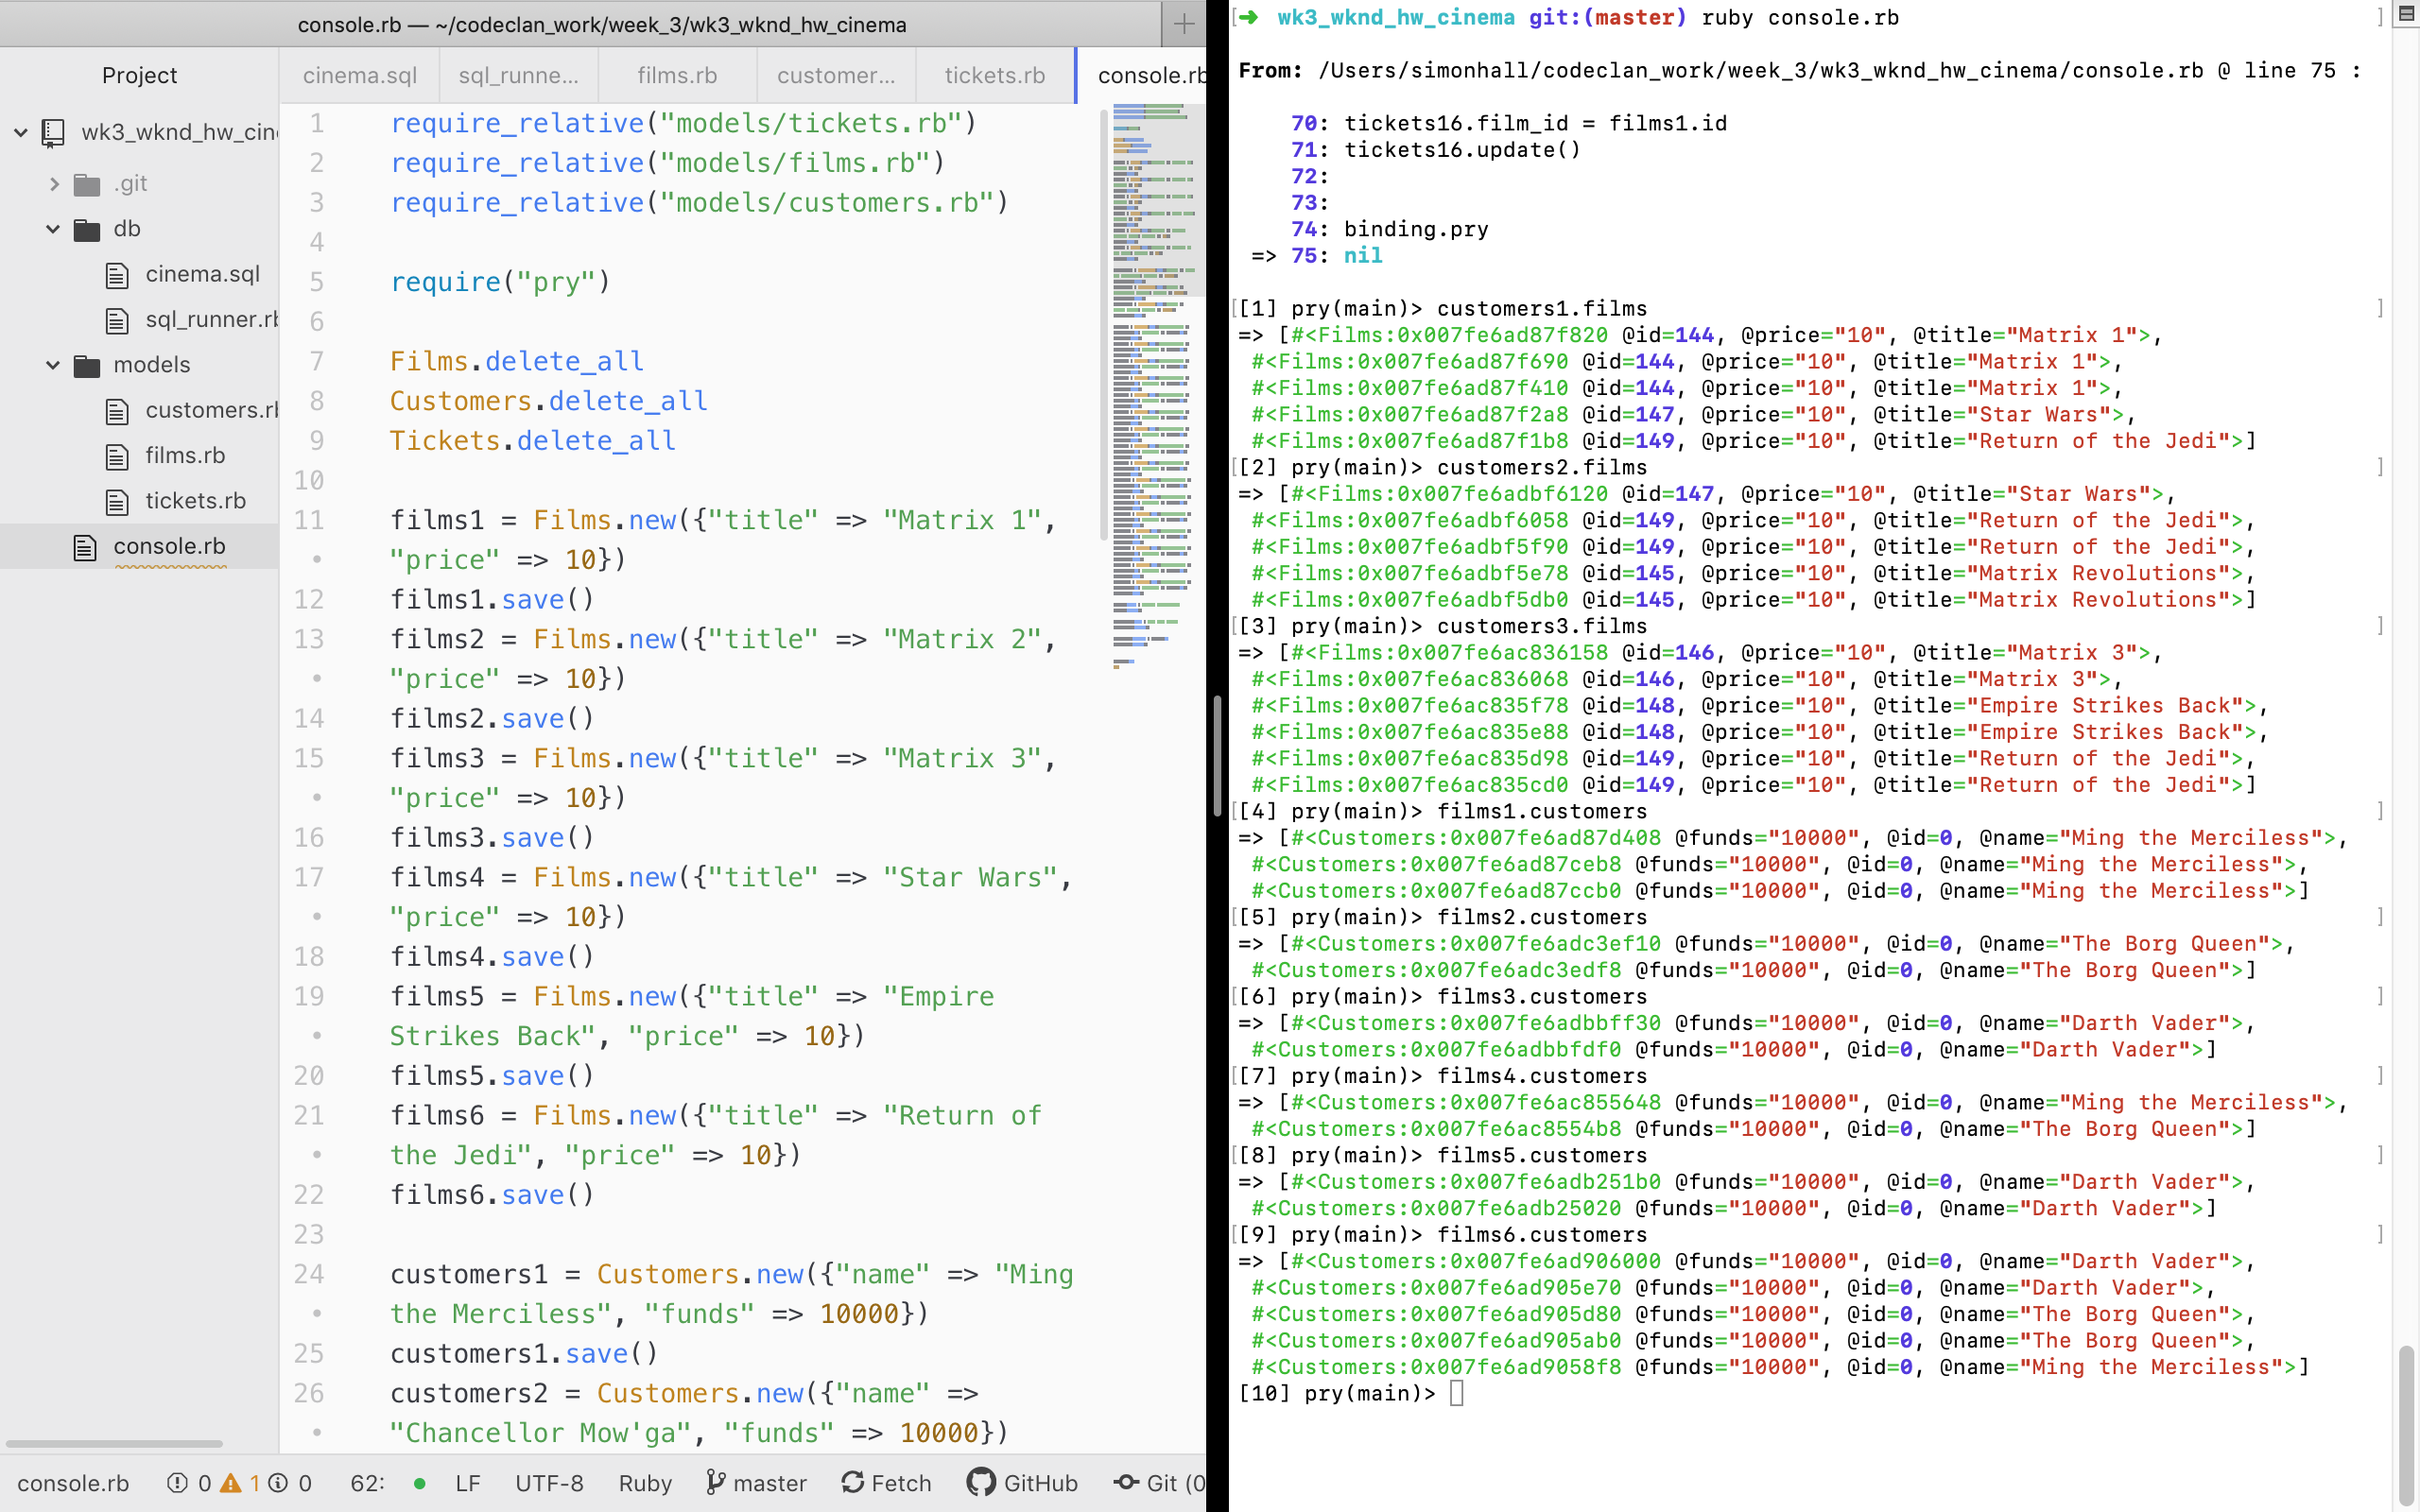 console.rb — ~/codeclan_work/week_3/wk3_wknd_hw_cinema
Project
wk3_wknd_hw_cin
.git
db
cinema.sql
sql_runner.rb
models
customers.rb
films.rb
tickets.rb
console.rb
cinema.sql sql_runne... films.rb customer... tickets.rb console.rb
1 require_relative("models/tickets.rb")
2 require_relative("models/films.rb")
3 require_relative("models/customers.rb")
4
5 require("pry")
6
7 Films.delete_all
8 Customers.delete_all
9 Tickets.delete_all
10
11 films1 = Films.new({"title" => "Matrix 1",
• "price" => 10})
12 films1.save()
13 films2 = Films.new({"title" => "Matrix 2",
• "price" => 10})
14 films2.save()
15 films3 = Films.new({"title" => "Matrix 3",
• "price" => 10})
16 films3.save()
17 films4 = Films.new({"title" => "Star Wars",
• "price" => 10})
18 films4.save()
19 films5 = Films.new({"title" => "Empire
• Strikes Back", "price" => 10})
20 films5.save()
21 films6 = Films.new({"title" => "Return of
• the Jedi", "price" => 10})
22 films6.save()
23
24 customers1 = Customers.new({"name" => "Ming
• the Merciless", "funds" => 10000})
25 customers1.save()
26 customers2 = Customers.new({"name" =>
• "Chancellor Mow'ga", "funds" => 10000})
console.rb 0 1 0 62: LF UTF-8 Ruby master Fetch GitHub Git (0
[➜ wk3_wknd_hw_cinema git:(master) ruby console.rb ]
From: /Users/simonhall/codeclan_work/week_3/wk3_wknd_hw_cinema/console.rb @ line 75 :
70: tickets16.film_id = films1.id
71: tickets16.update()
72:
73:
74: binding.pry
=> 75: nil
[[1] pry(main)> customers1.films ]
=> [#<Films:0x007fe6ad87f820 @id=144, @price="10", @title="Matrix 1">,
#<Films:0x007fe6ad87f690 @id=144, @price="10", @title="Matrix 1">,
#<Films:0x007fe6ad87f410 @id=144, @price="10", @title="Matrix 1">,
#<Films:0x007fe6ad87f2a8 @id=147, @price="10", @title="Star Wars">,
#<Films:0x007fe6ad87f1b8 @id=149, @price="10", @title="Return of the Jedi">]
[[2] pry(main)> customers2.films ]
=> [#<Films:0x007fe6adbf6120 @id=147, @price="10", @title="Star Wars">,
#<Films:0x007fe6adbf6058 @id=149, @price="10", @title="Return of the Jedi">,
#<Films:0x007fe6adbf5f90 @id=149, @price="10", @title="Return of the Jedi">,
#<Films:0x007fe6adbf5e78 @id=145, @price="10", @title="Matrix Revolutions">,
#<Films:0x007fe6adbf5db0 @id=145, @price="10", @title="Matrix Revolutions">]
[[3] pry(main)> customers3.films ]
=> [#<Films:0x007fe6ac836158 @id=146, @price="10", @title="Matrix 3">,
#<Films:0x007fe6ac836068 @id=146, @price="10", @title="Matrix 3">,
#<Films:0x007fe6ac835f78 @id=148, @price="10", @title="Empire Strikes Back">,
#<Films:0x007fe6ac835e88 @id=148, @price="10", @title="Empire Strikes Back">,
#<Films:0x007fe6ac835d98 @id=149, @price="10", @title="Return of the Jedi">,
#<Films:0x007fe6ac835cd0 @id=149, @price="10", @title="Return of the Jedi">]
[[4] pry(main)> films1.customers ]
=> [#<Customers:0x007fe6ad87d408 @funds="10000", @id=0, @name="Ming the Merciless">,
#<Customers:0x007fe6ad87ceb8 @funds="10000", @id=0, @name="Ming the Merciless">,
#<Customers:0x007fe6ad87ccb0 @funds="10000", @id=0, @name="Ming the Merciless">]
[[5] pry(main)> films2.customers ]
=> [#<Customers:0x007fe6adc3ef10 @funds="10000", @id=0, @name="The Borg Queen">,
#<Customers:0x007fe6adc3edf8 @funds="10000", @id=0, @name="The Borg Queen">]
[[6] pry(main)> films3.customers ]
=> [#<Customers:0x007fe6adbbff30 @funds="10000", @id=0, @name="Darth Vader">,
#<Customers:0x007fe6adbbfdf0 @funds="10000", @id=0, @name="Darth Vader">]
[[7] pry(main)> films4.customers ]
=> [#<Customers:0x007fe6ac855648 @funds="10000", @id=0, @name="Ming the Merciless">,
#<Customers:0x007fe6ac8554b8 @funds="10000", @id=0, @name="The Borg Queen">]
[[8] pry(main)> films5.customers ]
=> [#<Customers:0x007fe6adb251b0 @funds="10000", @id=0, @name="Darth Vader">,
#<Customers:0x007fe6adb25020 @funds="10000", @id=0, @name="Darth Vader">]
[[9] pry(main)> films6.customers ]
=> [#<Customers:0x007fe6ad906000 @funds="10000", @id=0, @name="Darth Vader">,
#<Customers:0x007fe6ad905e70 @funds="10000", @id=0, @name="Darth Vader">,
#<Customers:0x007fe6ad905d80 @funds="10000", @id=0, @name="The Borg Queen">,
#<Customers:0x007fe6ad905ab0 @funds="10000", @id=0, @name="The Borg Queen">,
#<Customers:0x007fe6ad9058f8 @funds="10000", @id=0, @name="Ming the Merciless">]
[10] pry(main)>